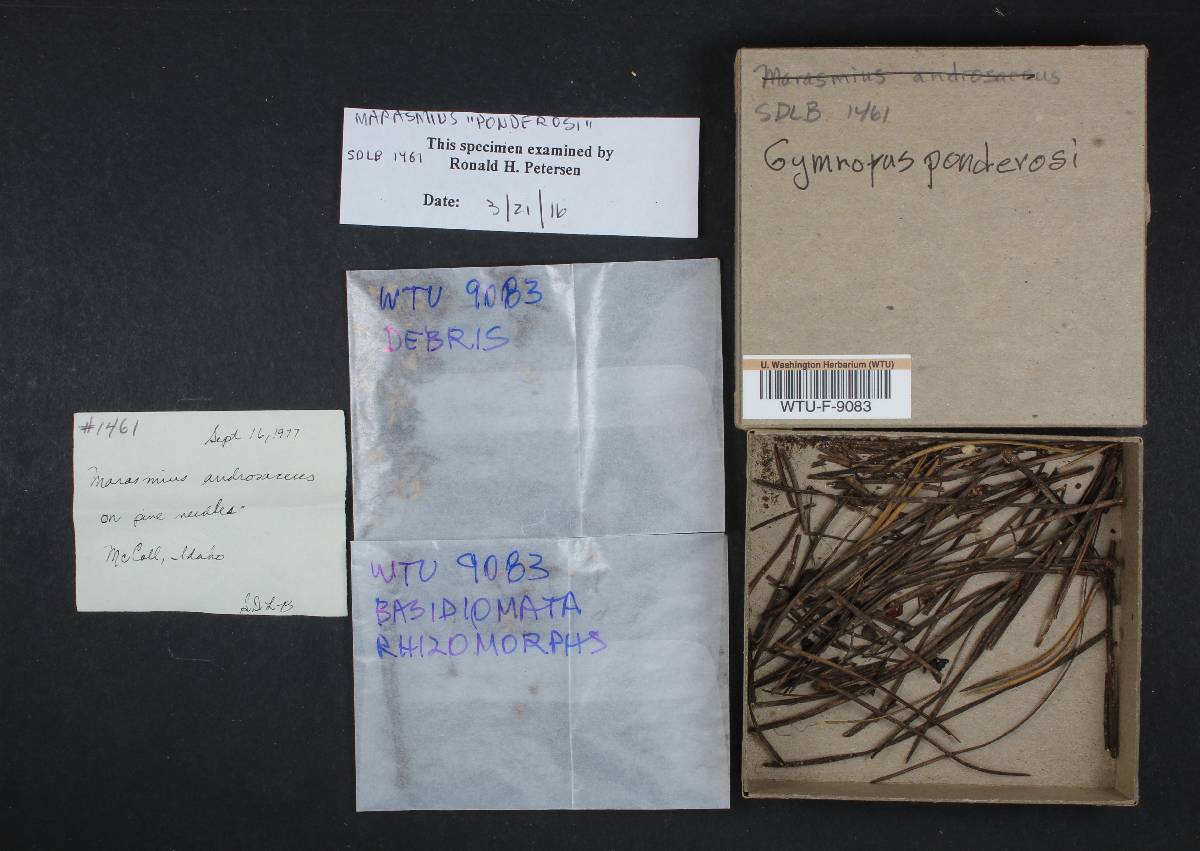 MARASMIUS "PONDEROSI"
This specimen examined by
SDLB 1461
Ronald H. Petersen
Date: 3/21/16
Marasmius androsaceus
SDLB 1461
Gymnopus ponderosi
U. Washington Herbarium (WTU)
WTU-F-9083
WTU 9083
DEBRIS
WTU 9083
BASIDIOMATA
RHIZOMORPHS
#1461
Sept 16, 1977
Marasmius androsaceus
on pine needles
McCall, Idaho
SDL-B